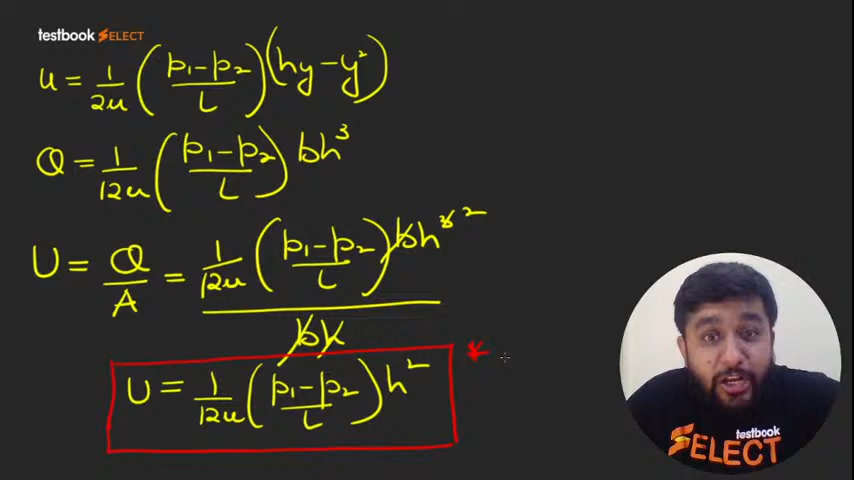 testbook SELECT
u = 1/2u (p₁-p₂/L) (hy - y²)
Q = 1/12u (p₁-p₂/L) bh³
U = Q/A = 1/12u (p₁-p₂/L) bh³ 2 / bh
U = 1/12u (p₁-p₂/L) h² *
testbook
SELECT